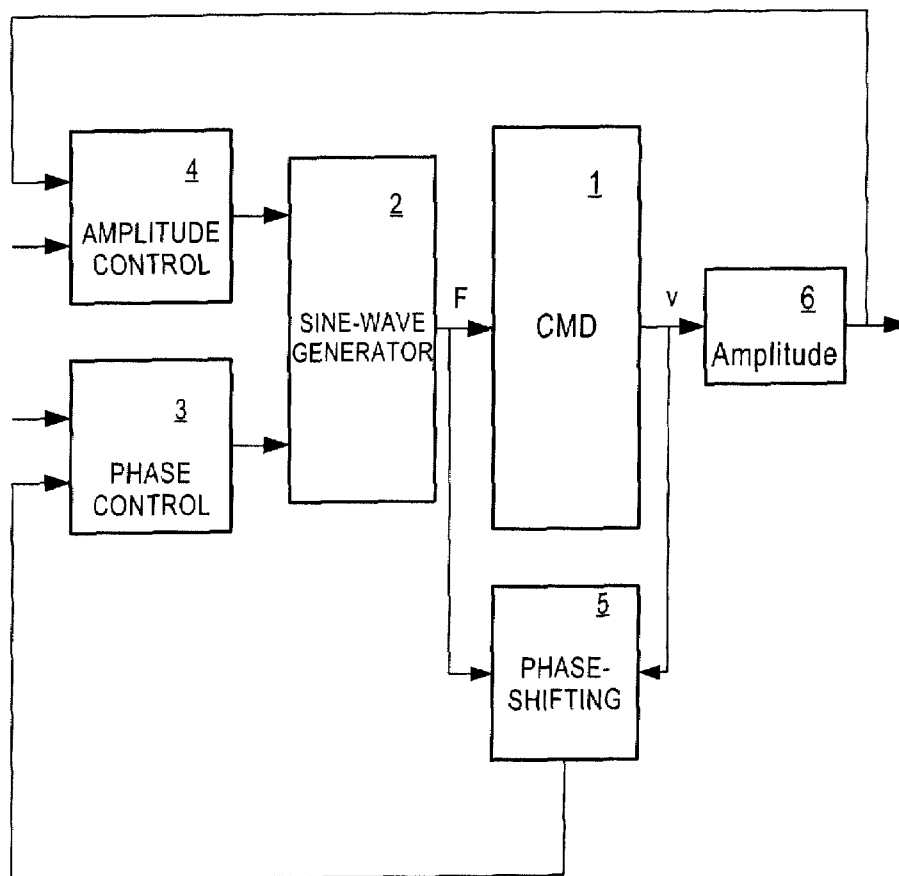 4
AMPLITUDE
CONTROL
2
SINE-WAVE
GENERATOR
F
1
CMD
v
6
Amplitude
3
PHASE
CONTROL
5
PHASE-
SHIFTING